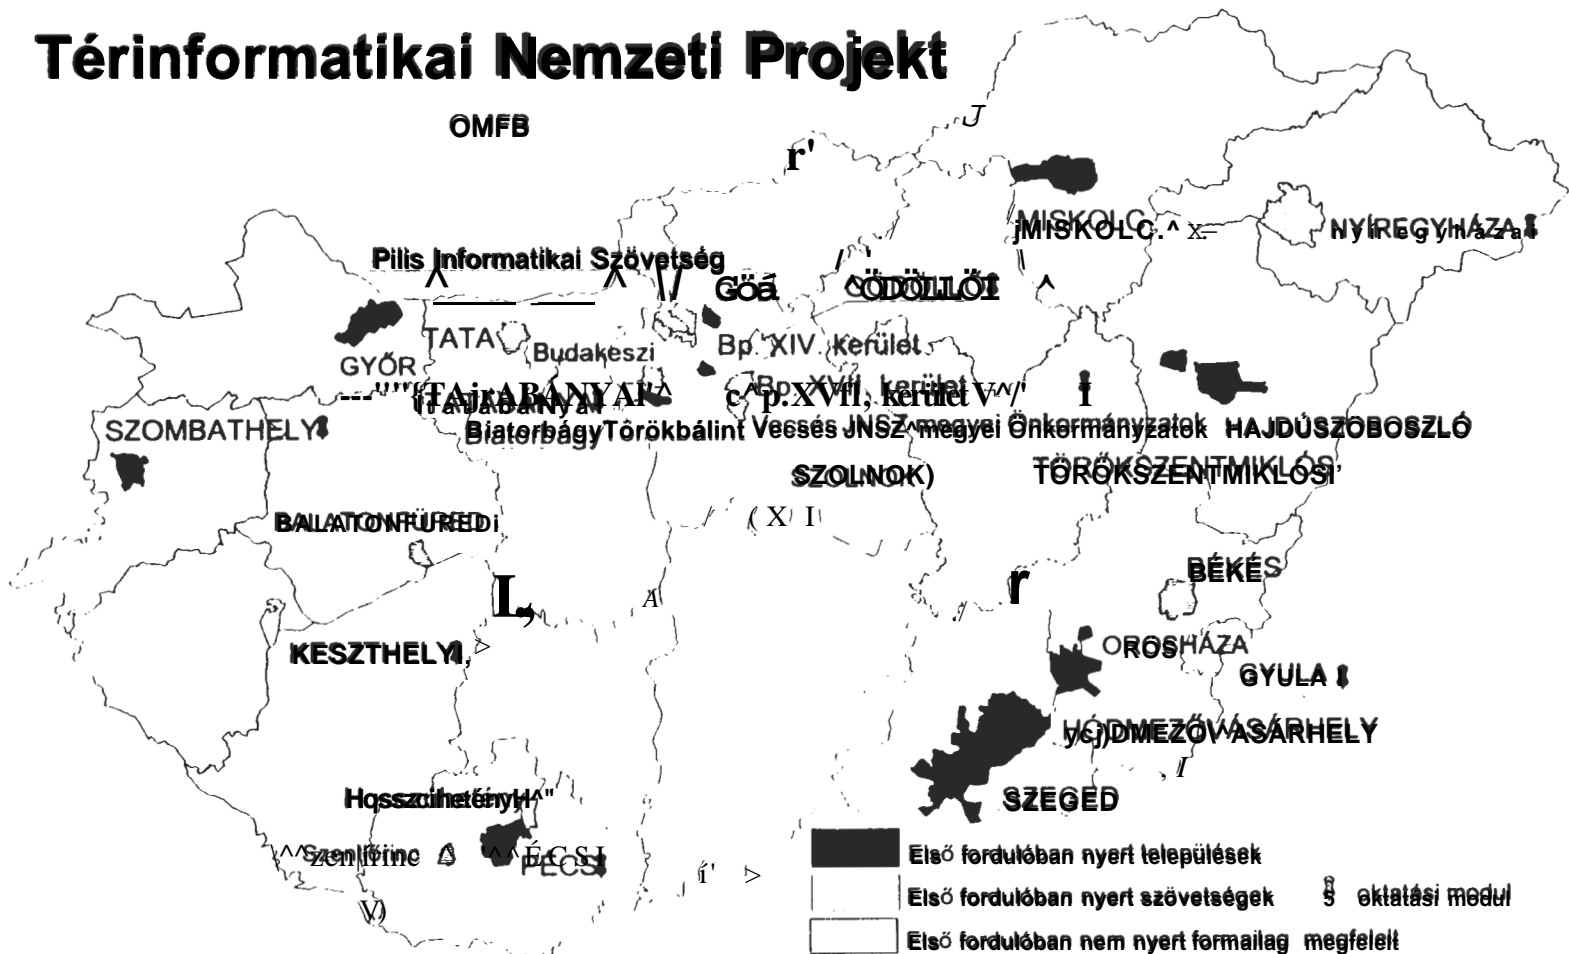 Térinformatikai Nemzeti Projekt
OMFB
MISKOLC
NYÍREGYHÁZA
Pilis Informatikai Szövetség
GÖDÖLLŐ
TATA
Budakeszi
Bp. XIV. kerület
GYŐR
Bp. XVII. kerület
TATABÁNYA
SZOMBATHELY
Biatorbágy Törökbálint Vecsés JNSZ megyei Önkormányzatok HAJDÚSZOBOSZLÓ
SZOLNOK
TÖRÖKSZENTMIKLÓS
BALATONFÜRED
BÉKÉS
OROSHÁZA
KESZTHELY
GYULA
HÓDMEZŐVÁSÁRHELY
SZEGED
PÉCS
Első fordulóban nyert települések
Első fordulóban nyert szövetségek oktatási modul
Első fordulóban nem nyert formailag megfelelt